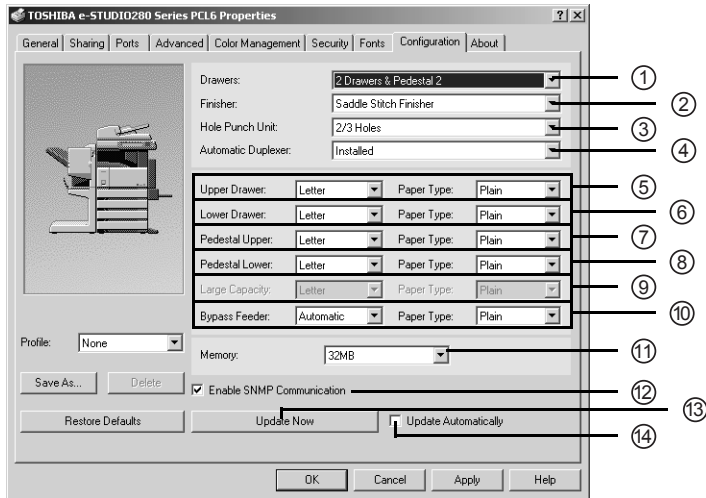 TOSHIBA e-STUDIO280 Series PCL6 Properties
General Sharing Ports Advanced Color Management Security Fonts Configuration About
Drawers: 2 Drawers & Pedestal 2 ①
Finisher: Saddle Stitch Finisher ②
Hole Punch Unit: 2/3 Holes ③
Automatic Duplexer: Installed ④
Upper Drawer: Letter Paper Type: Plain ⑤
Lower Drawer: Letter Paper Type: Plain ⑥
Pedestal Upper: Letter Paper Type: Plain ⑦
Pedestal Lower: Letter Paper Type: Plain ⑧
Large Capacity: Letter Paper Type: Plain ⑨
Bypass Feeder: Automatic Paper Type: Plain ⑩
Profile: None
Memory: 32MB ⑪
Save As... Delete
Enable SNMP Communication ⑫
Restore Defaults Update Now ⑬ Update Automatically ⑭
OK Cancel Apply Help